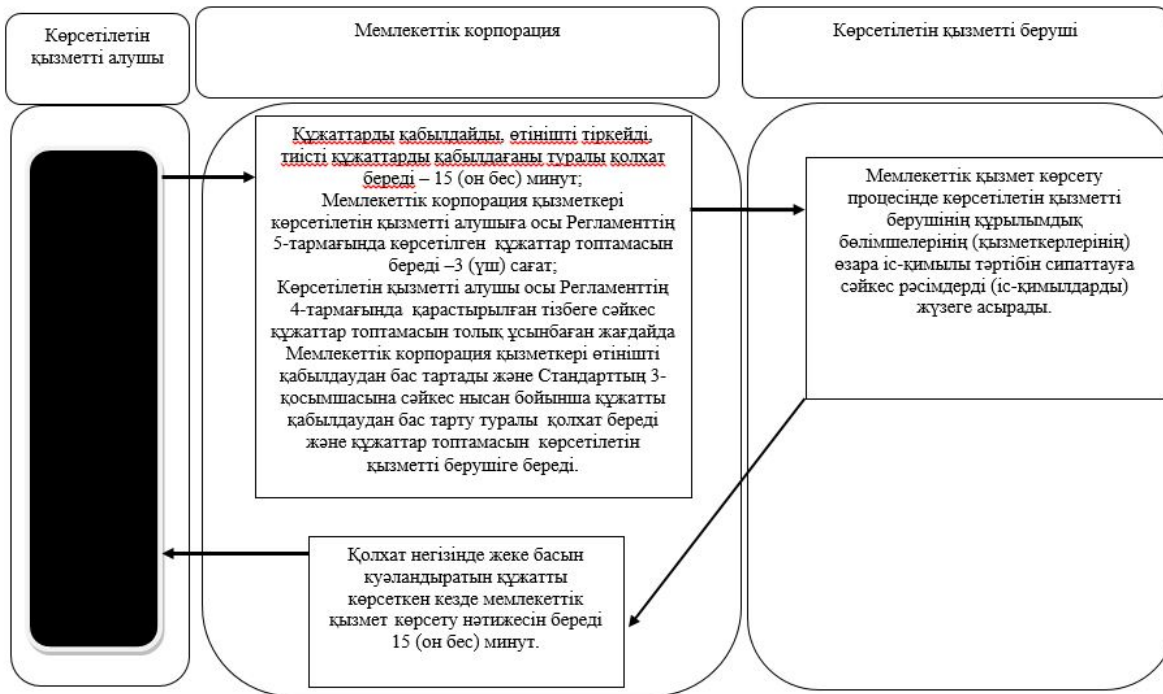 Көрсетілетін
қызметті алушы
Мемлекеттік корпорация
Көрсетілетін қызметті беруші
Құжаттарды қабылдайды, өтінішті тіркейді,
тиісті құжаттарды қабылдағаны туралы қолхат
береді – 15 (он бес) минут;
Мемлекеттік корпорация қызметкері
көрсетілетін қызметті алушыға осы Регламенттің
5-тармағында көрсетілген құжаттар топтамасын
береді –3 (үш) сағат;
Көрсетілетін қызметті алушы осы Регламенттің
4-тармағында қарастырылған тізбеге сәйкес
құжаттар топтамасын толық ұсынбаған жағдайда
Мемлекеттік корпорация қызметкері өтінішті
қабылдаудан бас тартады және Стандарттың 3-
қосымшасына сәйкес нысан бойынша құжатты
қабылдаудан бас тарту туралы қолхат береді
және құжаттар топтамасын көрсетілетін
қызметті берушіге береді.
Мемлекеттік қызмет көрсету
процесінде көрсетілетін қызметті
берушінің құрылымдық
бөлімшелерінің (қызметкерлерінің)
өзара іс-қимылы тәртібін сипаттауға
сәйкес рәсімдерді (іс-қимылдарды)
жүзеге асырады.
Қолхат негізінде жеке басын
куәландыратын құжатты
көрсеткен кезде мемлекеттік
қызмет көрсету нәтижесін береді
15 (он бес) минут.